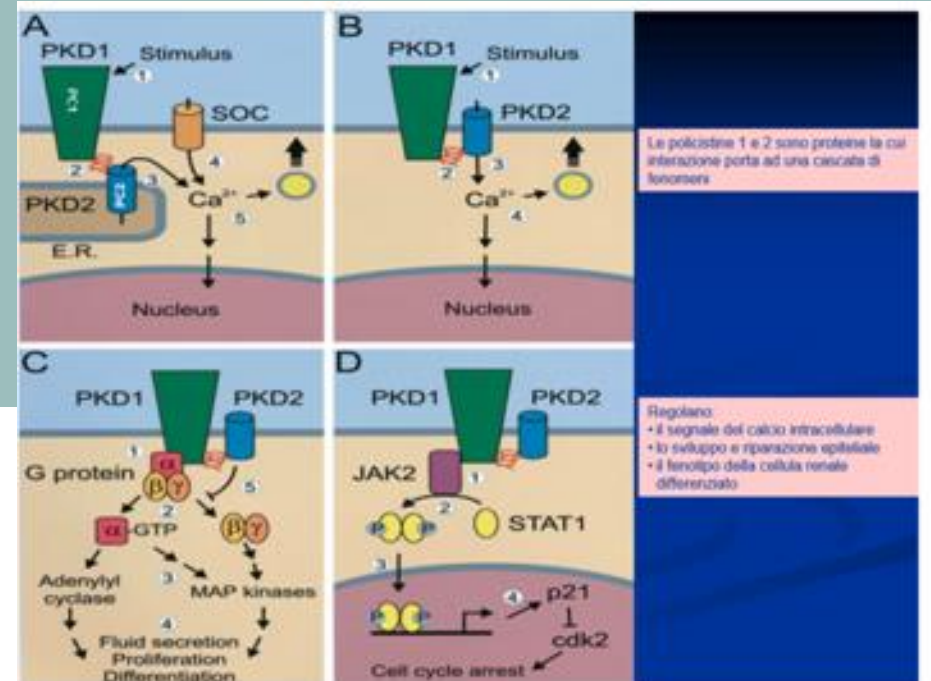 A
PKD1
Stimulus
1
PC1
SOC
2
PC2
3
4
PKD2
Ca²⁺
5
E.R.
Nucleus
B
PKD1
Stimulus
1
PKD2
2
3
Ca²⁺
4
Nucleus
C
PKD1
PKD2
1
G protein
α
β γ
2
5
α-GTP
β γ
3
Adenylyl
cyclase
MAP kinases
4
Fluid secretion
Proliferation
Differentiation
D
PKD1
PKD2
JAK2
1
2
P P
STAT1
3
P P
4
p21
cdk2
Cell cycle arrest
Le policistine 1 e 2 sono proteine la cui
interazione porta ad una cascata di
fenomeni
Regolano:
• il segnale del calcio intracellulare
• lo sviluppo e riparazione epiteliale
• il fenotipo della cellula renale
differenziato